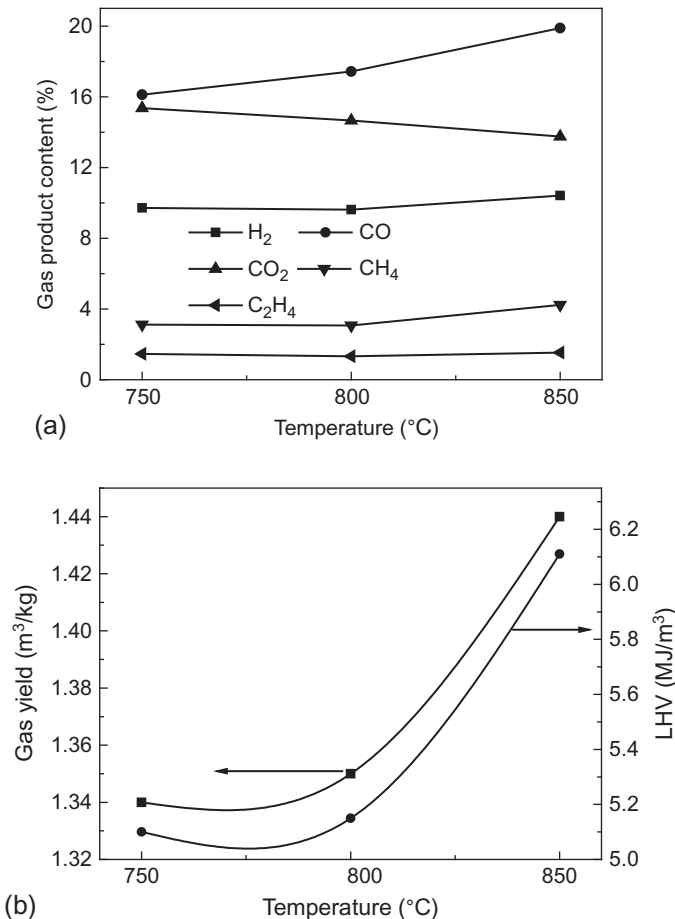 Gas product content (%)
20
16
12
8
4
0
H₂ CO
CO₂ CH₄
C₂H₄
750 800 850
Temperature (°C)
(a)
Gas yield (m³/kg)
1.44
1.42
1.40
1.38
1.36
1.34
1.32
6.2
6.0
5.8
5.6
5.4
5.2
5.0
LHV (MJ/m³)
750 800 850
Temperature (°C)
(b)